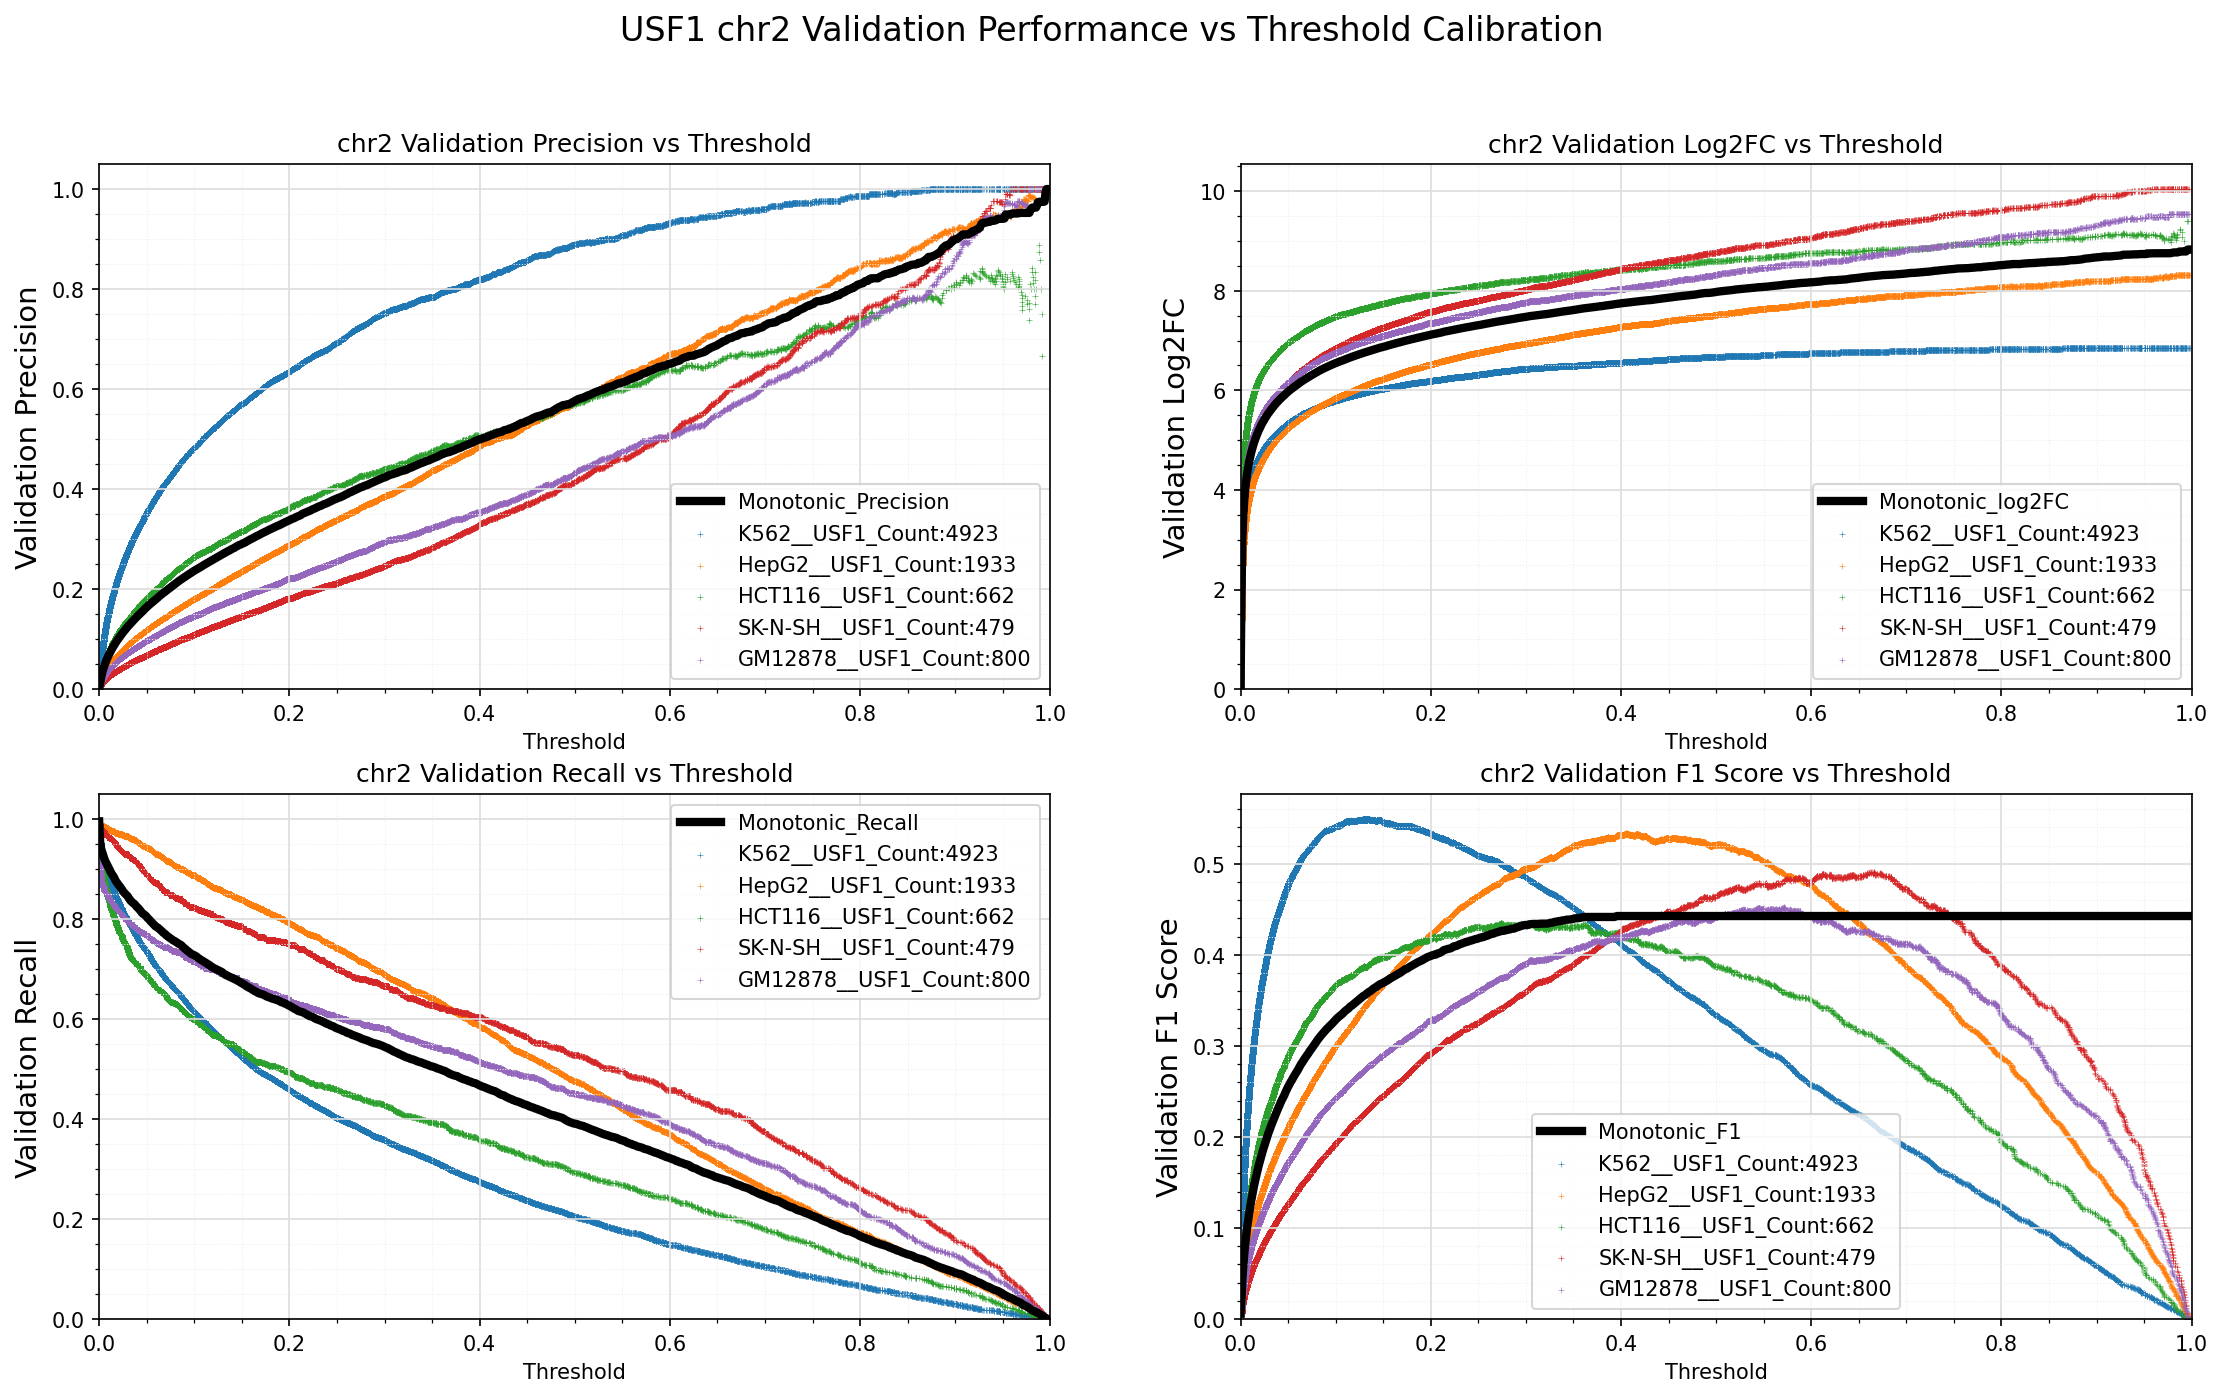 USF1 chr2 Validation Performance vs Threshold Calibration
chr2 Validation Precision vs Threshold
Validation Precision
1.0
0.8
0.6
0.4
0.2
0.0
0.0 0.2 0.4 0.6 0.8 1.0
Threshold
Monotonic_Precision
K562__USF1_Count:4923
HepG2__USF1_Count:1933
HCT116__USF1_Count:662
SK-N-SH__USF1_Count:479
GM12878__USF1_Count:800
chr2 Validation Log2FC vs Threshold
Validation Log2FC
10
8
6
4
2
0
0.0 0.2 0.4 0.6 0.8 1.0
Threshold
Monotonic_log2FC
K562__USF1_Count:4923
HepG2__USF1_Count:1933
HCT116__USF1_Count:662
SK-N-SH__USF1_Count:479
GM12878__USF1_Count:800
chr2 Validation Recall vs Threshold
Validation Recall
1.0
0.8
0.6
0.4
0.2
0.0
0.0 0.2 0.4 0.6 0.8 1.0
Threshold
Monotonic_Recall
K562__USF1_Count:4923
HepG2__USF1_Count:1933
HCT116__USF1_Count:662
SK-N-SH__USF1_Count:479
GM12878__USF1_Count:800
chr2 Validation F1 Score vs Threshold
Validation F1 Score
0.5
0.4
0.3
0.2
0.1
0.0
0.0 0.2 0.4 0.6 0.8 1.0
Threshold
Monotonic_F1
K562__USF1_Count:4923
HepG2__USF1_Count:1933
HCT116__USF1_Count:662
SK-N-SH__USF1_Count:479
GM12878__USF1_Count:800